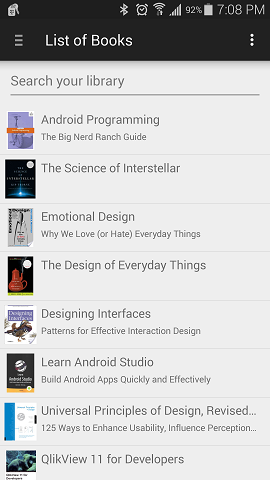 92% 7:08 PM
List of Books
Search your library
Android Programming
The Big Nerd Ranch Guide
The Science of Interstellar
Emotional Design
Why We Love (or Hate) Everyday Things
The Design of Everyday Things
Designing Interfaces
Patterns for Effective Interaction Design
Learn Android Studio
Build Android Apps Quickly and Effectively
Universal Principles of Design, Revised...
125 Ways to Enhance Usability, Influence Perception...
QlikView 11 for Developers